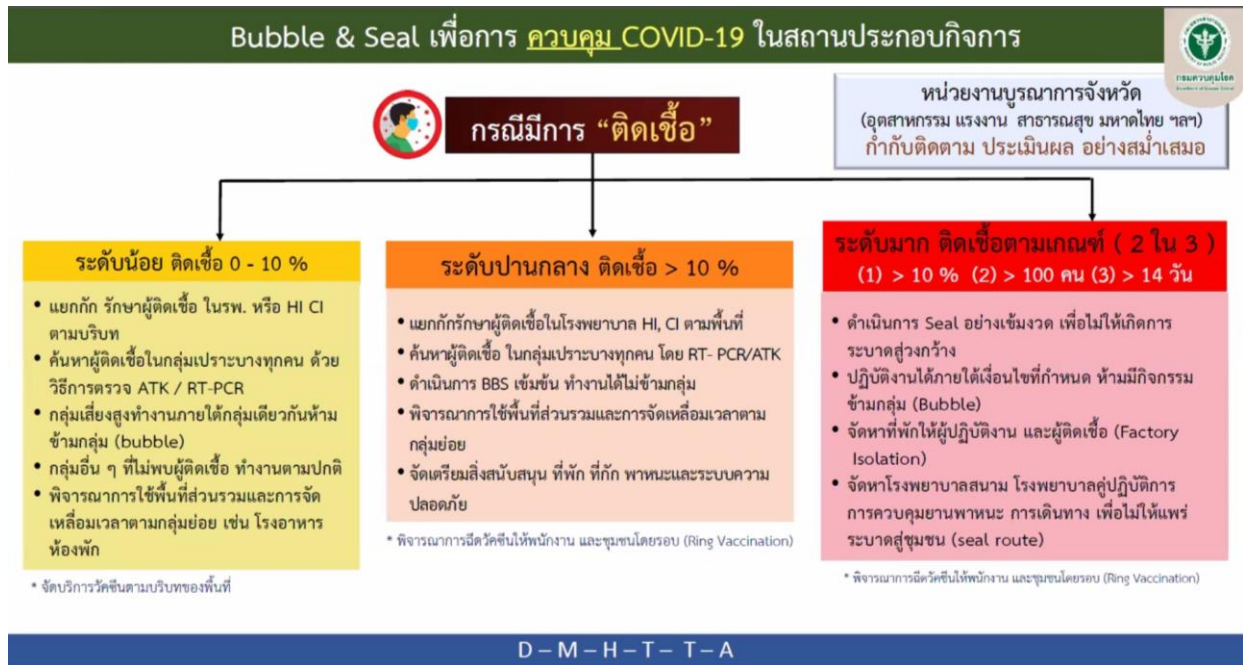 Bubble & Seal เพื่อการ ควบคุม COVID-19 ในสถานประกอบกิจการ
กรมควบคุมโรค
หน่วยงานบูรณาการจังหวัด
(อุตสาหกรรม แรงงาน สาธารณสุข มหาดไทย ฯลฯ)
กำกับติดตาม ประเมินผล อย่างสม่ำเสมอ
กรณีมีการ “ติดเชื้อ”
ระดับน้อย ติดเชื้อ 0 - 10 %
• แยกกัก รักษาผู้ติดเชื้อ ในรพ. หรือ HI CI
ตามบริบท
• ค้นหาผู้ติดเชื้อในกลุ่มเปราะบางทุกคน ด้วย
วิธีการตรวจ ATK / RT-PCR
• กลุ่มเสี่ยงสูงทำงานภายใต้กลุ่มเดียวกันห้าม
ข้ามกลุ่ม (bubble)
• กลุ่มอื่น ๆ ที่ไม่พบผู้ติดเชื้อ ทำงานตามปกติ
• พิจารณาการใช้พื้นที่ส่วนรวมและการจัด
เหลื่อมเวลาตามกลุ่มย่อย เช่น โรงอาหาร
ห้องพัก
* จัดบริการวัคซีนตามบริบทของพื้นที่
ระดับปานกลาง ติดเชื้อ > 10 %
• แยกกักรักษาผู้ติดเชื้อในโรงพยาบาล HI, CI ตามพื้นที่
• ค้นหาผู้ติดเชื้อ ในกลุ่มเปราะบางทุกคน โดย RT- PCR/ATK
• ดำเนินการ BBS เข้มข้น ทำงานได้ไม่ข้ามกลุ่ม
• พิจารณาการใช้พื้นที่ส่วนรวมและการจัดเหลื่อมเวลาตาม
กลุ่มย่อย
• จัดเตรียมสิ่งสนับสนุน ที่พัก ที่กัก พาหนะและระบบความ
ปลอดภัย
* พิจารณาการฉีดวัคซีนให้พนักงาน และชุมชนโดยรอบ (Ring Vaccination)
ระดับมาก ติดเชื้อตามเกณฑ์ ( 2 ใน 3 )
(1) > 10 % (2) > 100 คน (3) > 14 วัน
• ดำเนินการ Seal อย่างเข้มงวด เพื่อไม่ให้เกิดการ
ระบาดสู่วงกว้าง
• ปฏิบัติงานได้ภายใต้เงื่อนไขที่กำหนด ห้ามมีกิจกรรม
ข้ามกลุ่ม (Bubble)
• จัดหาที่พักให้ผู้ปฏิบัติงาน และผู้ติดเชื้อ (Factory
Isolation)
• จัดหาโรงพยาบาลสนาม โรงพยาบาลคู่ปฏิบัติการ
การควบคุมยานพาหนะ การเดินทาง เพื่อไม่ให้แพร่
ระบาดสู่ชุมชน (seal route)
* พิจารณาการฉีดวัคซีนให้พนักงาน และชุมชนโดยรอบ (Ring Vaccination)
D – M – H – T – T – A